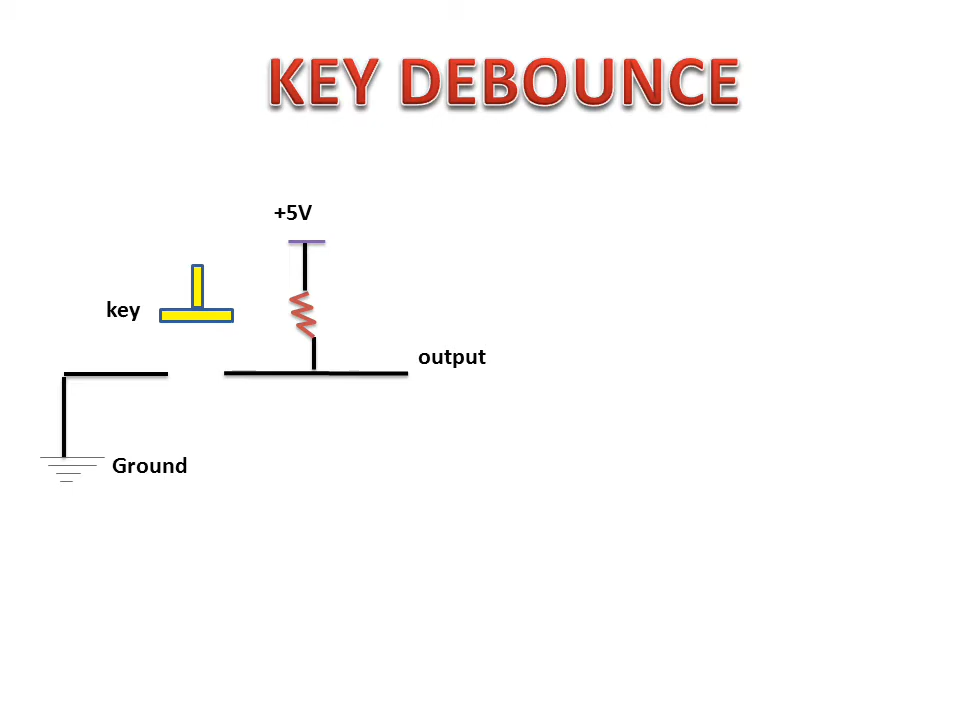 KEY DEBOUNCE
+5V
key
output
Ground